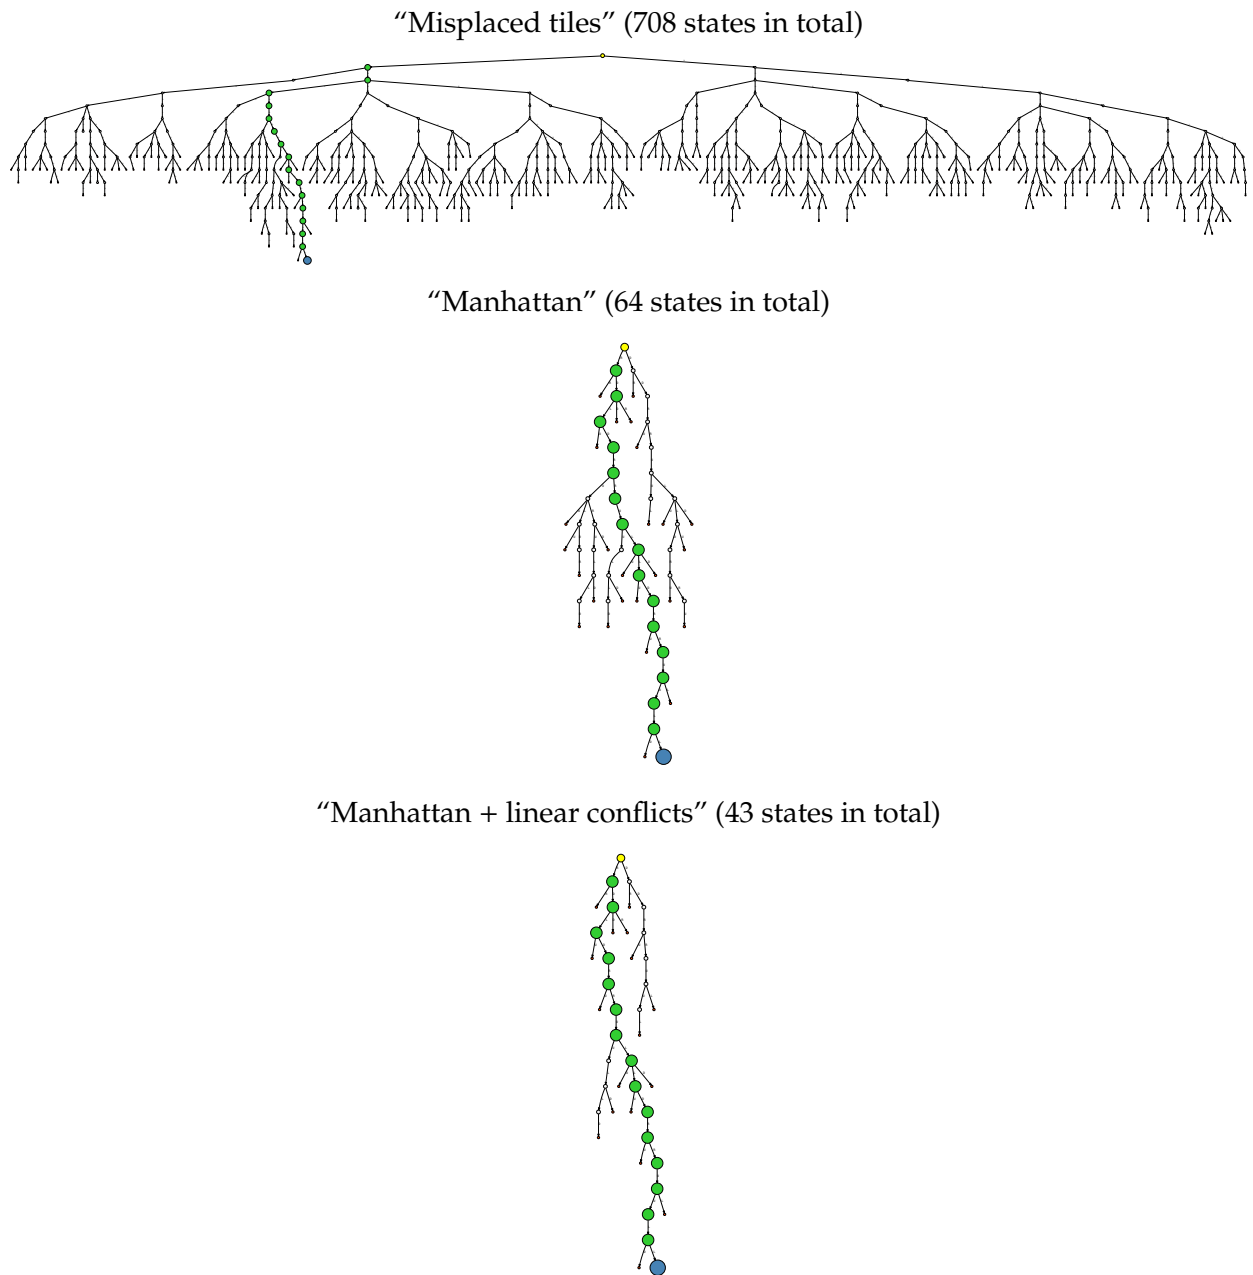 “Misplaced tiles” (708 states in total)
“Manhattan” (64 states in total)
“Manhattan + linear conflicts” (43 states in total)